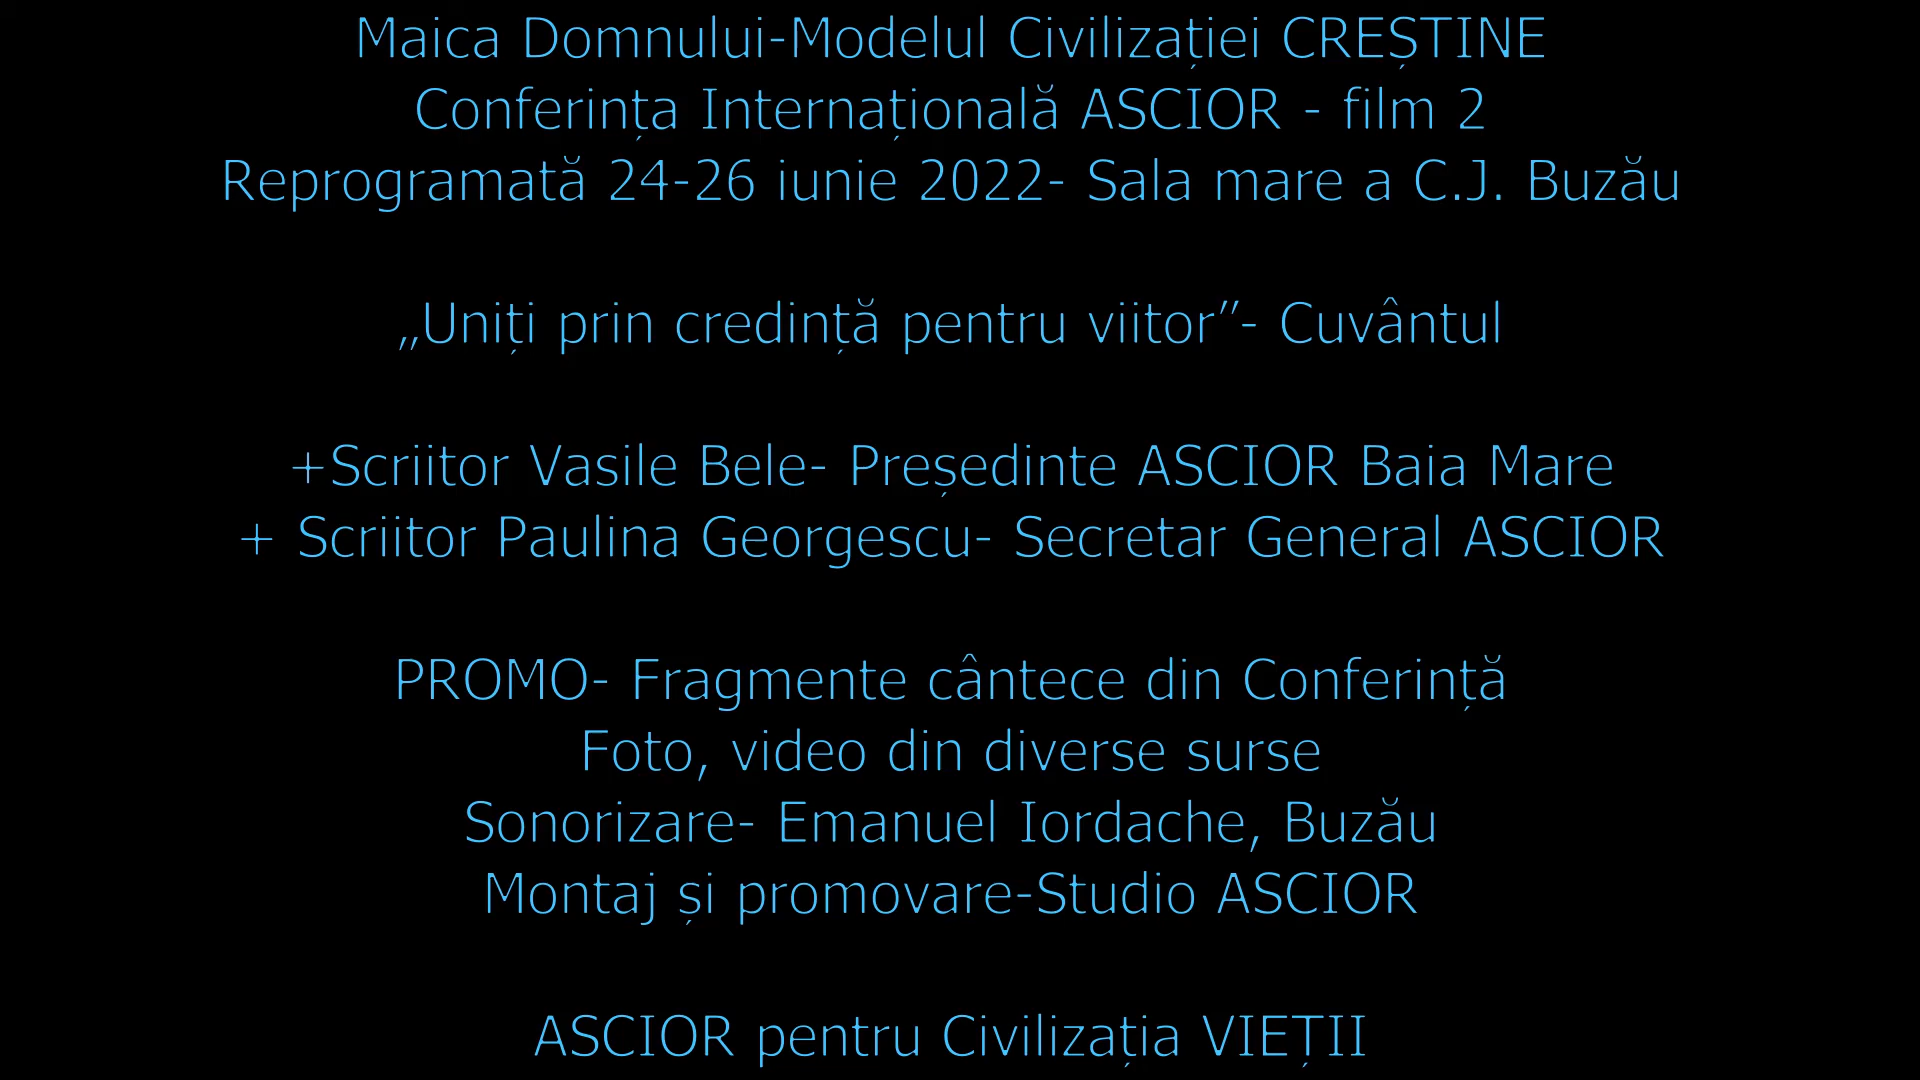 Maica Domnului-Modelul Civilizației CREȘTINE
Conferința Internațională ASCIOR - film 2
Reprogramată 24-26 iunie 2022- Sala mare a C.J. Buzău
„Uniți prin credință pentru viitor”- Cuvântul
+Scriitor Vasile Bele- Președinte ASCIOR Baia Mare
+ Scriitor Paulina Georgescu- Secretar General ASCIOR
PROMO- Fragmente cântece din Conferință
Foto, video din diverse surse
Sonorizare- Emanuel Iordache, Buzău
Montaj și promovare-Studio ASCIOR
ASCIOR pentru Civilizația VIEȚII